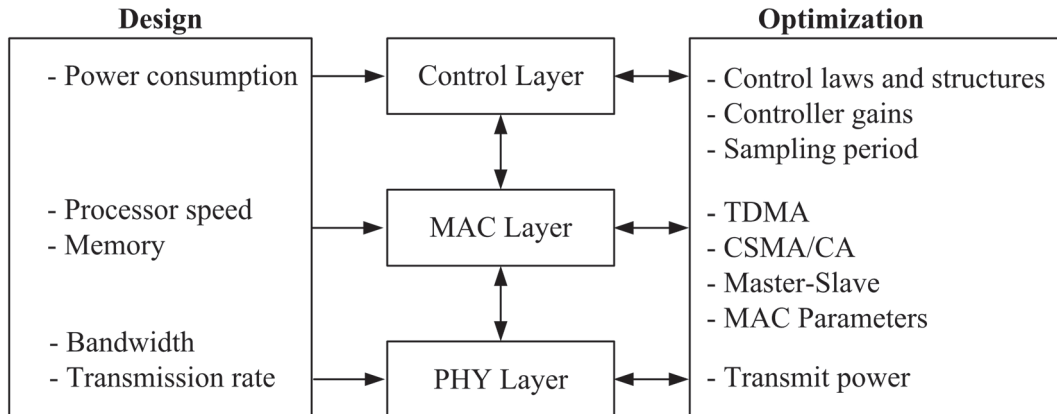 Design
Optimization
- Power consumption
Control Layer
- Control laws and structures
- Controller gains
- Sampling period
- Processor speed
- Memory
MAC Layer
- TDMA
- CSMA/CA
- Master-Slave
- MAC Parameters
- Bandwidth
- Transmission rate
PHY Layer
- Transmit power